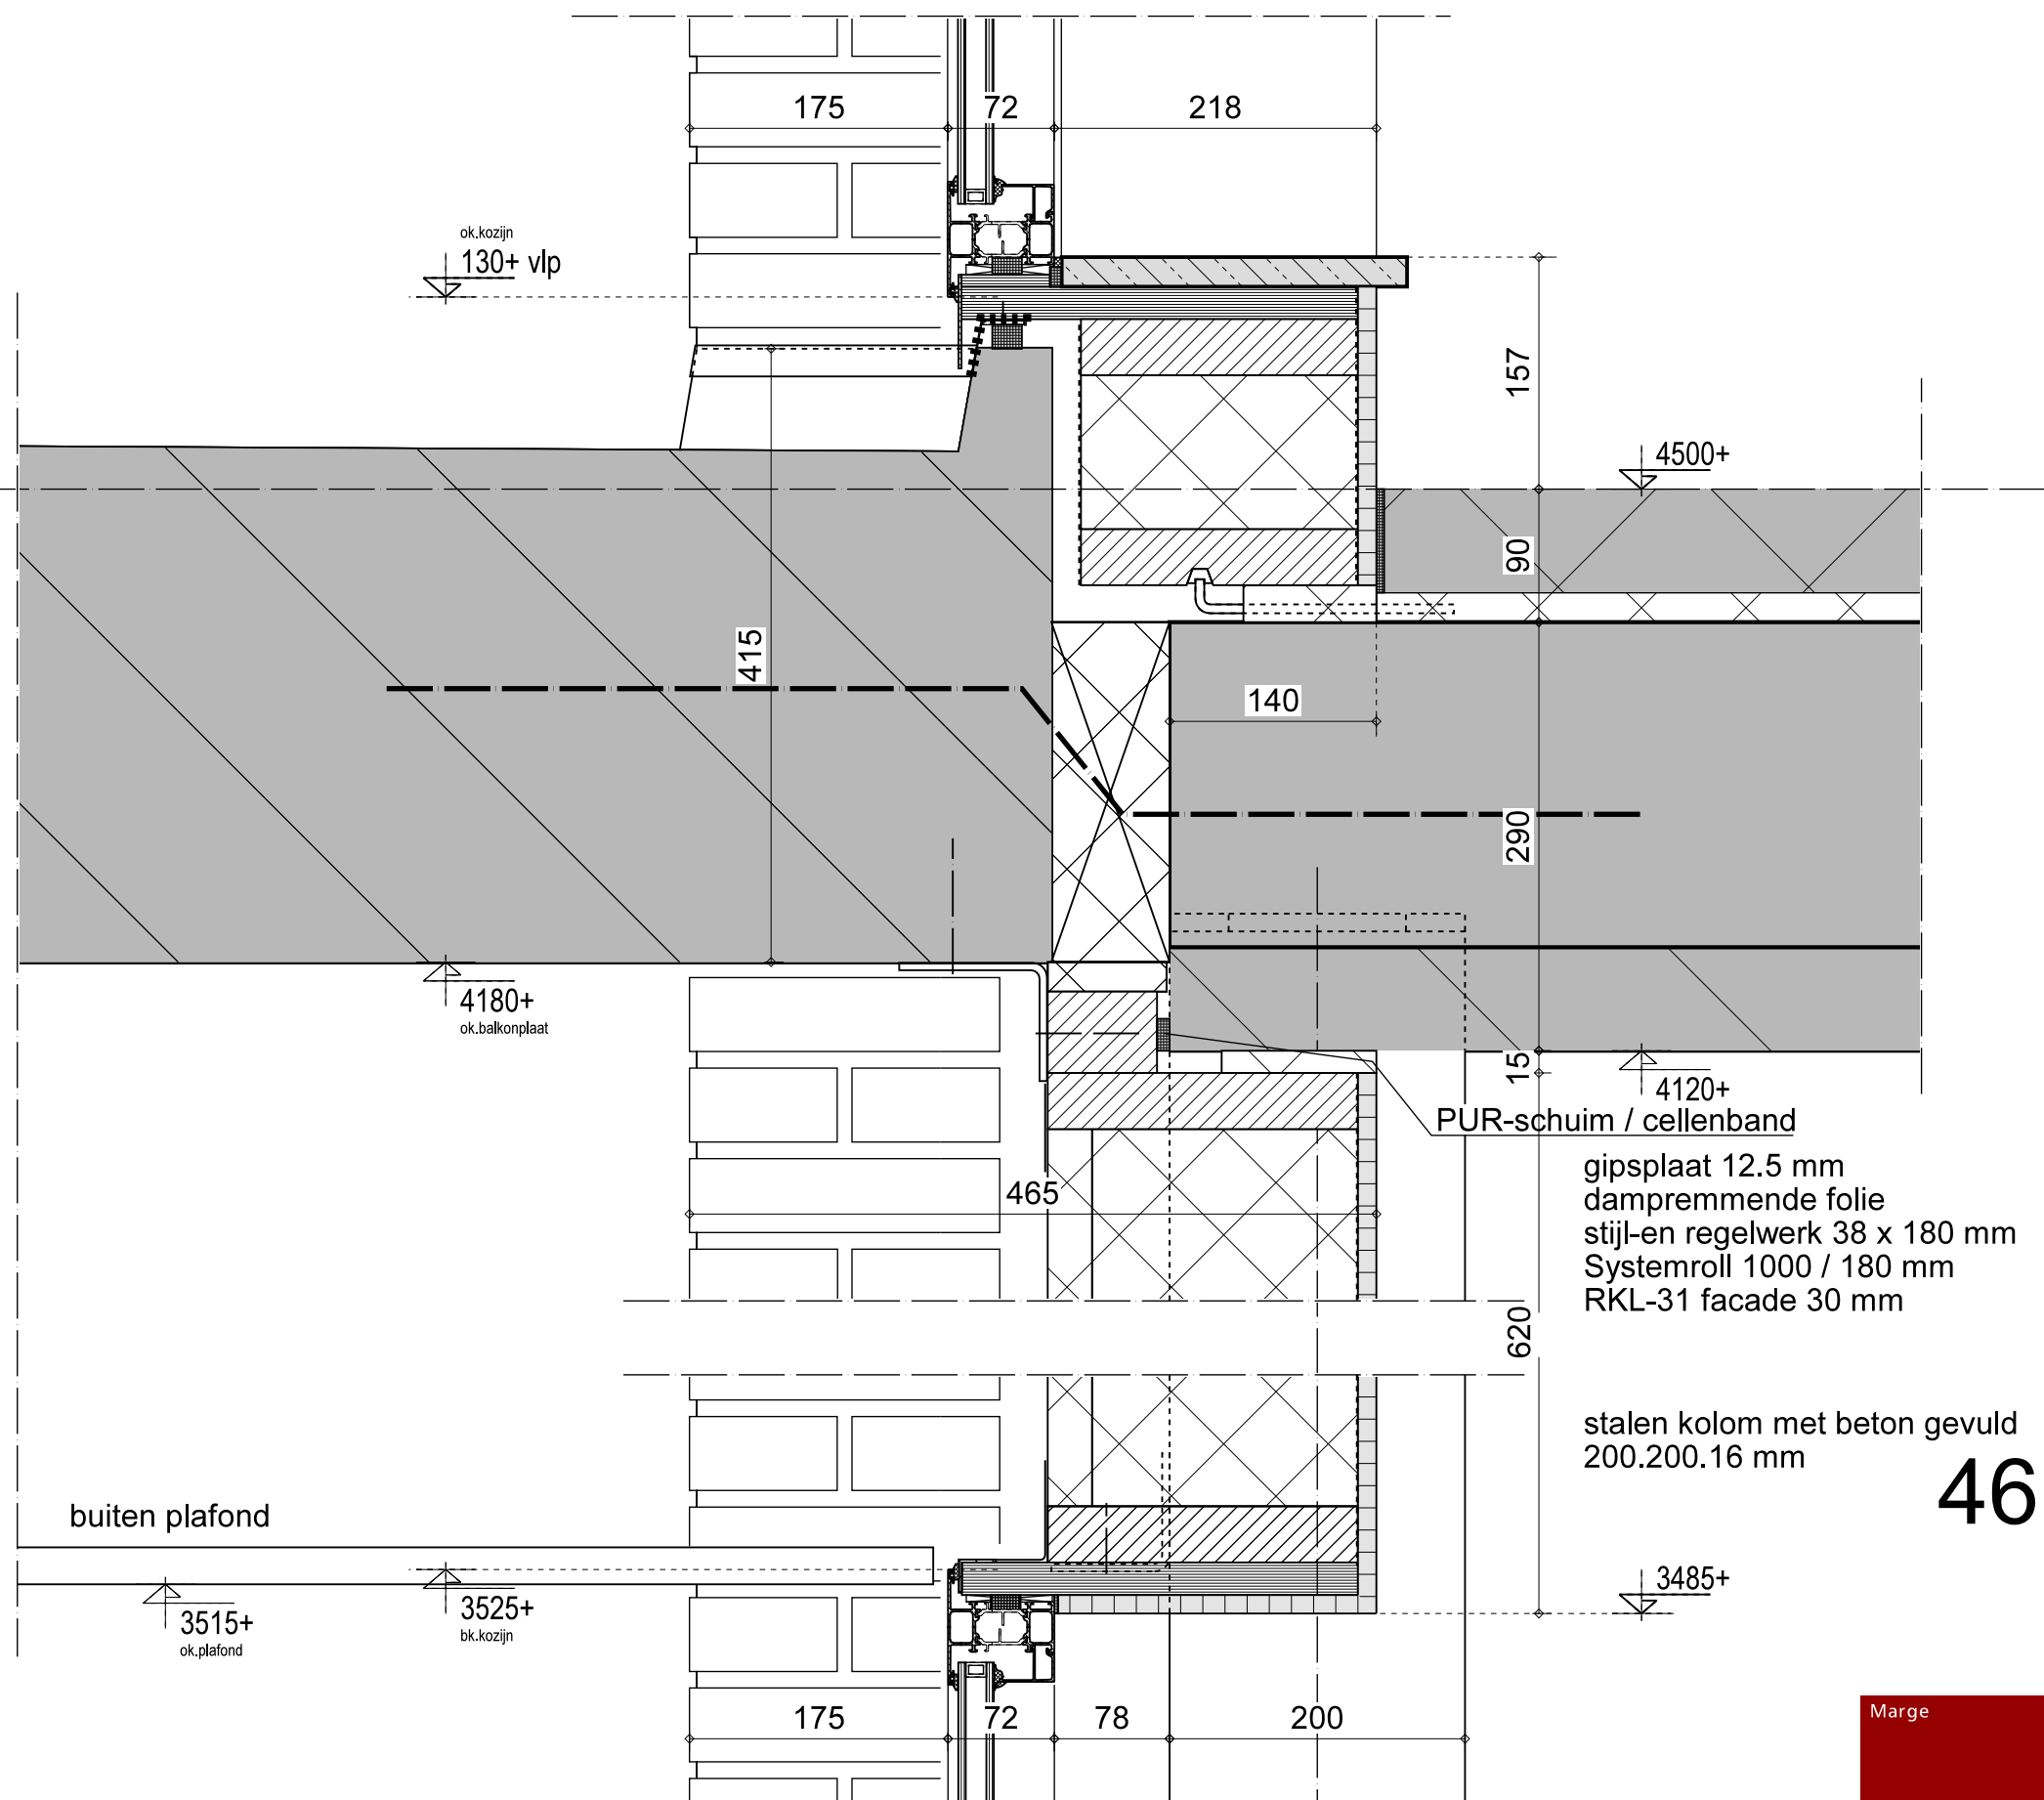 175
72
218
ok.kozijn
130+ vlp
157
4500+
90
415
140
290
4180+
ok.balkonplaat
15
4120+
PUR-schuim / cellenband
gipsplaat 12.5 mm
dampremmende folie
stijl-en regelwerk 38 x 180 mm
Systemroll 1000 / 180 mm
RKL-31 facade 30 mm
465
620
stalen kolom met beton gevuld
200.200.16 mm
46
buiten plafond
3515+
ok.plafond
3525+
bk.kozijn
3485+
175
72
78
200
Marge